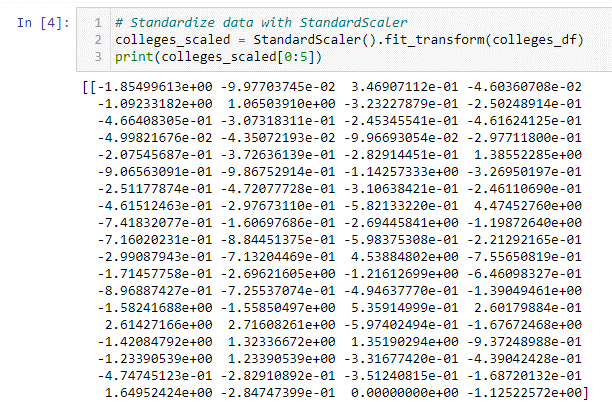 In [4]:
1 # Standardize data with StandardScaler
2 colleges_scaled = StandardScaler().fit_transform(colleges_df)
3 print(colleges_scaled[0:5])
[[-1.85499613e+00 -9.97703745e-02 3.46907112e-01 -4.60360708e-02
-1.09233182e+00 1.06503910e+00 -3.23227879e-01 -2.50248914e-01
-4.66408305e-01 -3.07318311e-01 -2.45345541e-01 -4.61624125e-01
-4.99821676e-02 -4.35072193e-02 -9.96693054e-02 -2.97711800e-01
-2.07545687e-01 -3.72636139e-01 -2.82914451e-01 1.38552285e+00
-9.06563091e-01 -9.86752914e-01 -1.14257333e+00 -3.26950197e-01
-2.51177874e-01 -4.72077728e-01 -3.10638421e-01 -2.46110690e-01
-4.61512463e-01 -2.97673110e-01 -5.82133220e-01 4.47452760e+00
-7.41832077e-01 -1.60697686e-01 -2.69445841e+00 -1.19872640e+00
-7.16020231e-01 -8.84451375e-01 -5.98375308e-01 -2.21292165e-01
-2.99087943e-01 -7.13204469e-01 4.53884802e+00 -7.55650819e-01
-1.71457758e-01 -2.69621605e+00 -1.21612699e+00 -6.46098327e-01
-8.96887427e-01 -7.25537074e-01 -4.94637770e-01 -1.39049461e+00
-1.58241688e+00 -1.55850497e+00 5.35914999e-01 2.60179884e-01
2.61427166e+00 2.71608261e+00 -5.97402494e-01 -1.67672468e+00
-1.42084792e+00 1.32336672e+00 1.35190294e+00 -9.37248988e-01
-1.23390539e+00 1.23390539e+00 -3.31677420e-01 -4.39042428e-01
-4.74745123e-01 -2.82910892e-01 -3.51240815e-01 -1.68720132e-01
1.64952424e+00 -2.84747399e-01 0.00000000e+00 -1.12522572e+00]